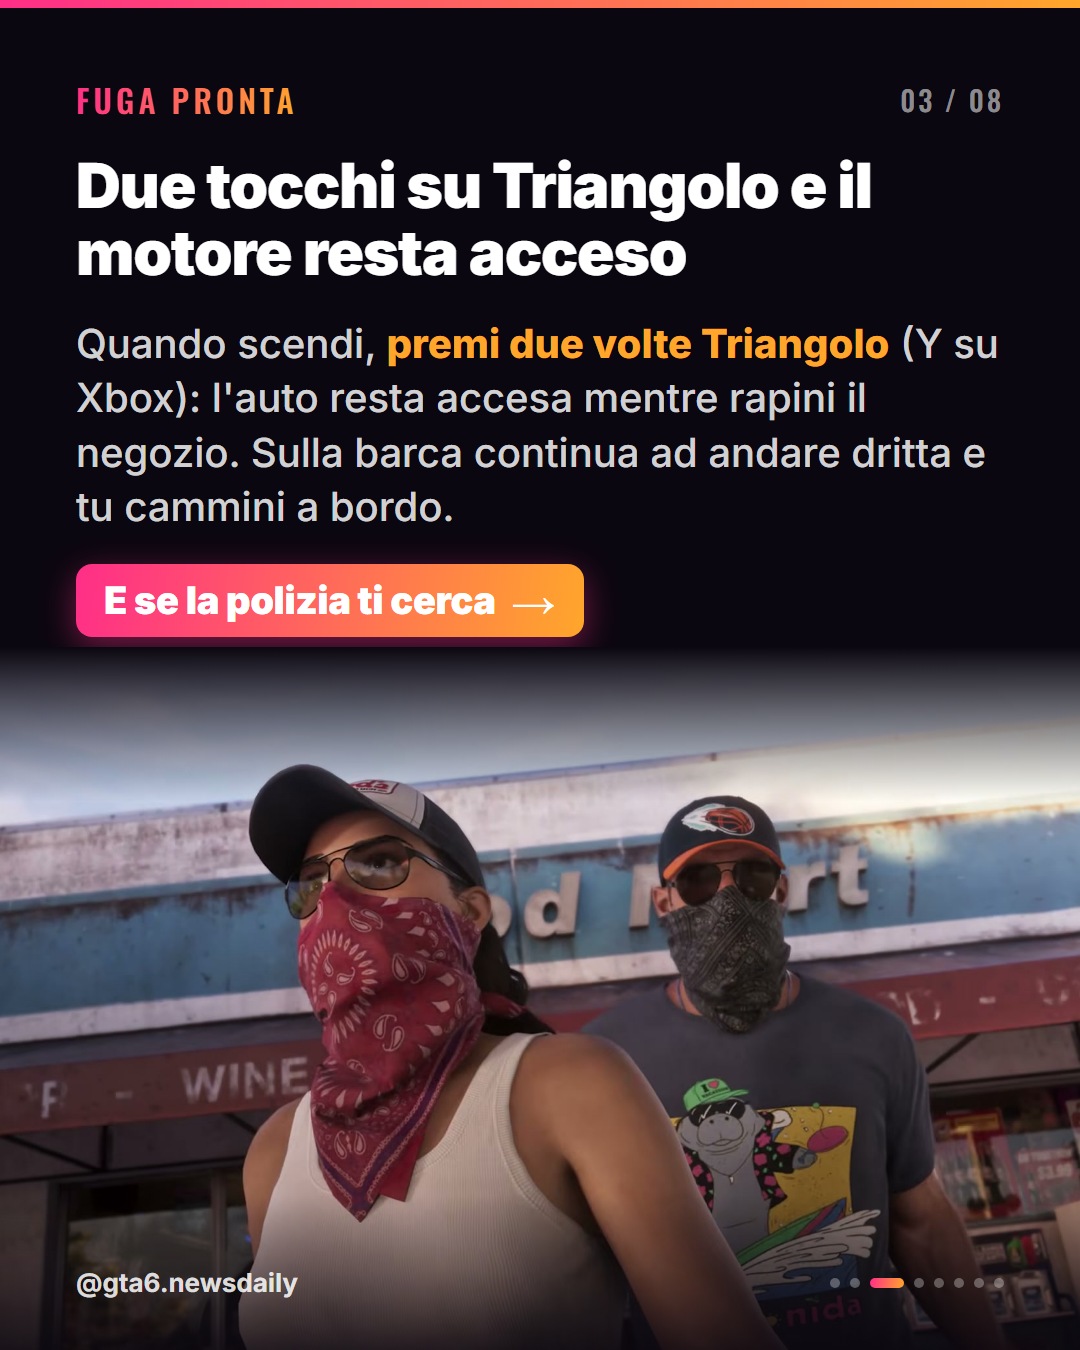 FUGA PRONTA
03 / 08
Due tocchi su Triangolo e il
motore resta acceso
Quando scendi, premi due volte Triangolo (Y su
Xbox): l'auto resta accesa mentre rapini il
negozio. Sulla barca continua ad andare dritta e
tu cammini a bordo.
E se la polizia ti cerca →
WINE
I ♥
$3.99
@gta6.newsdaily